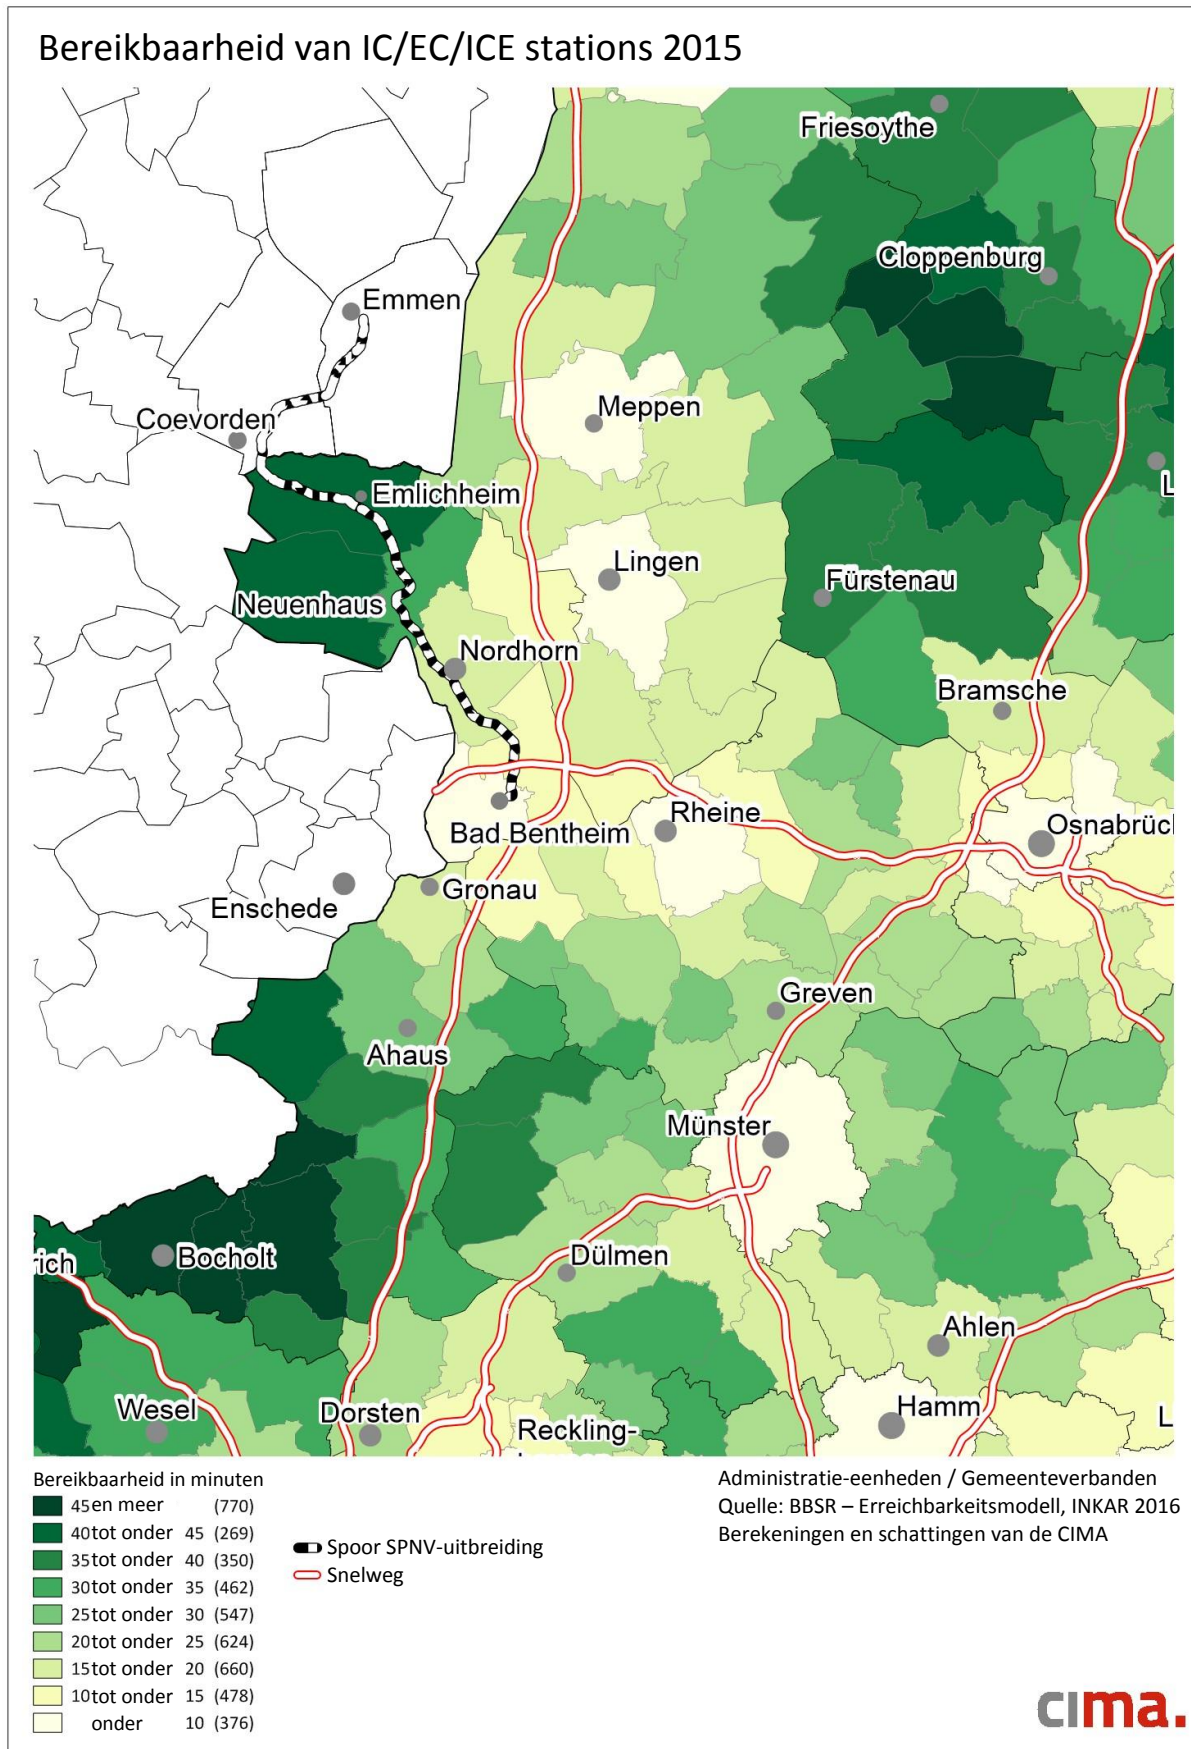 Bereikbaarheid van IC/EC/ICE stations 2015
Friesoythe
Cloppenburg
Emmen
Meppen
Coevorden
Emlichheim
L
Lingen
Fürstenau
Neuenhaus
Nordhorn
Bramsche
Rheine
Osnabrüc
Bad Bentheim
Gronau
Enschede
Greven
Ahaus
Münster
rich
Bocholt
Dülmen
Ahlen
Wesel
Dorsten
Hamm
L
Reckling-
Bereikbaarheid in minuten
45 en meer (770)
40 tot onder 45 (269)
35 tot onder 40 (350)
30 tot onder 35 (462)
25 tot onder 30 (547)
20 tot onder 25 (624)
15 tot onder 20 (660)
10 tot onder 15 (478)
onder 10 (376)
Spoor SPNV-uitbreiding
Snelweg
Administratie-eenheden / Gemeenteverbanden
Quelle: BBSR – Erreichbarkeitsmodell, INKAR 2016
Berekeningen en schattingen van de CIMA
cima.